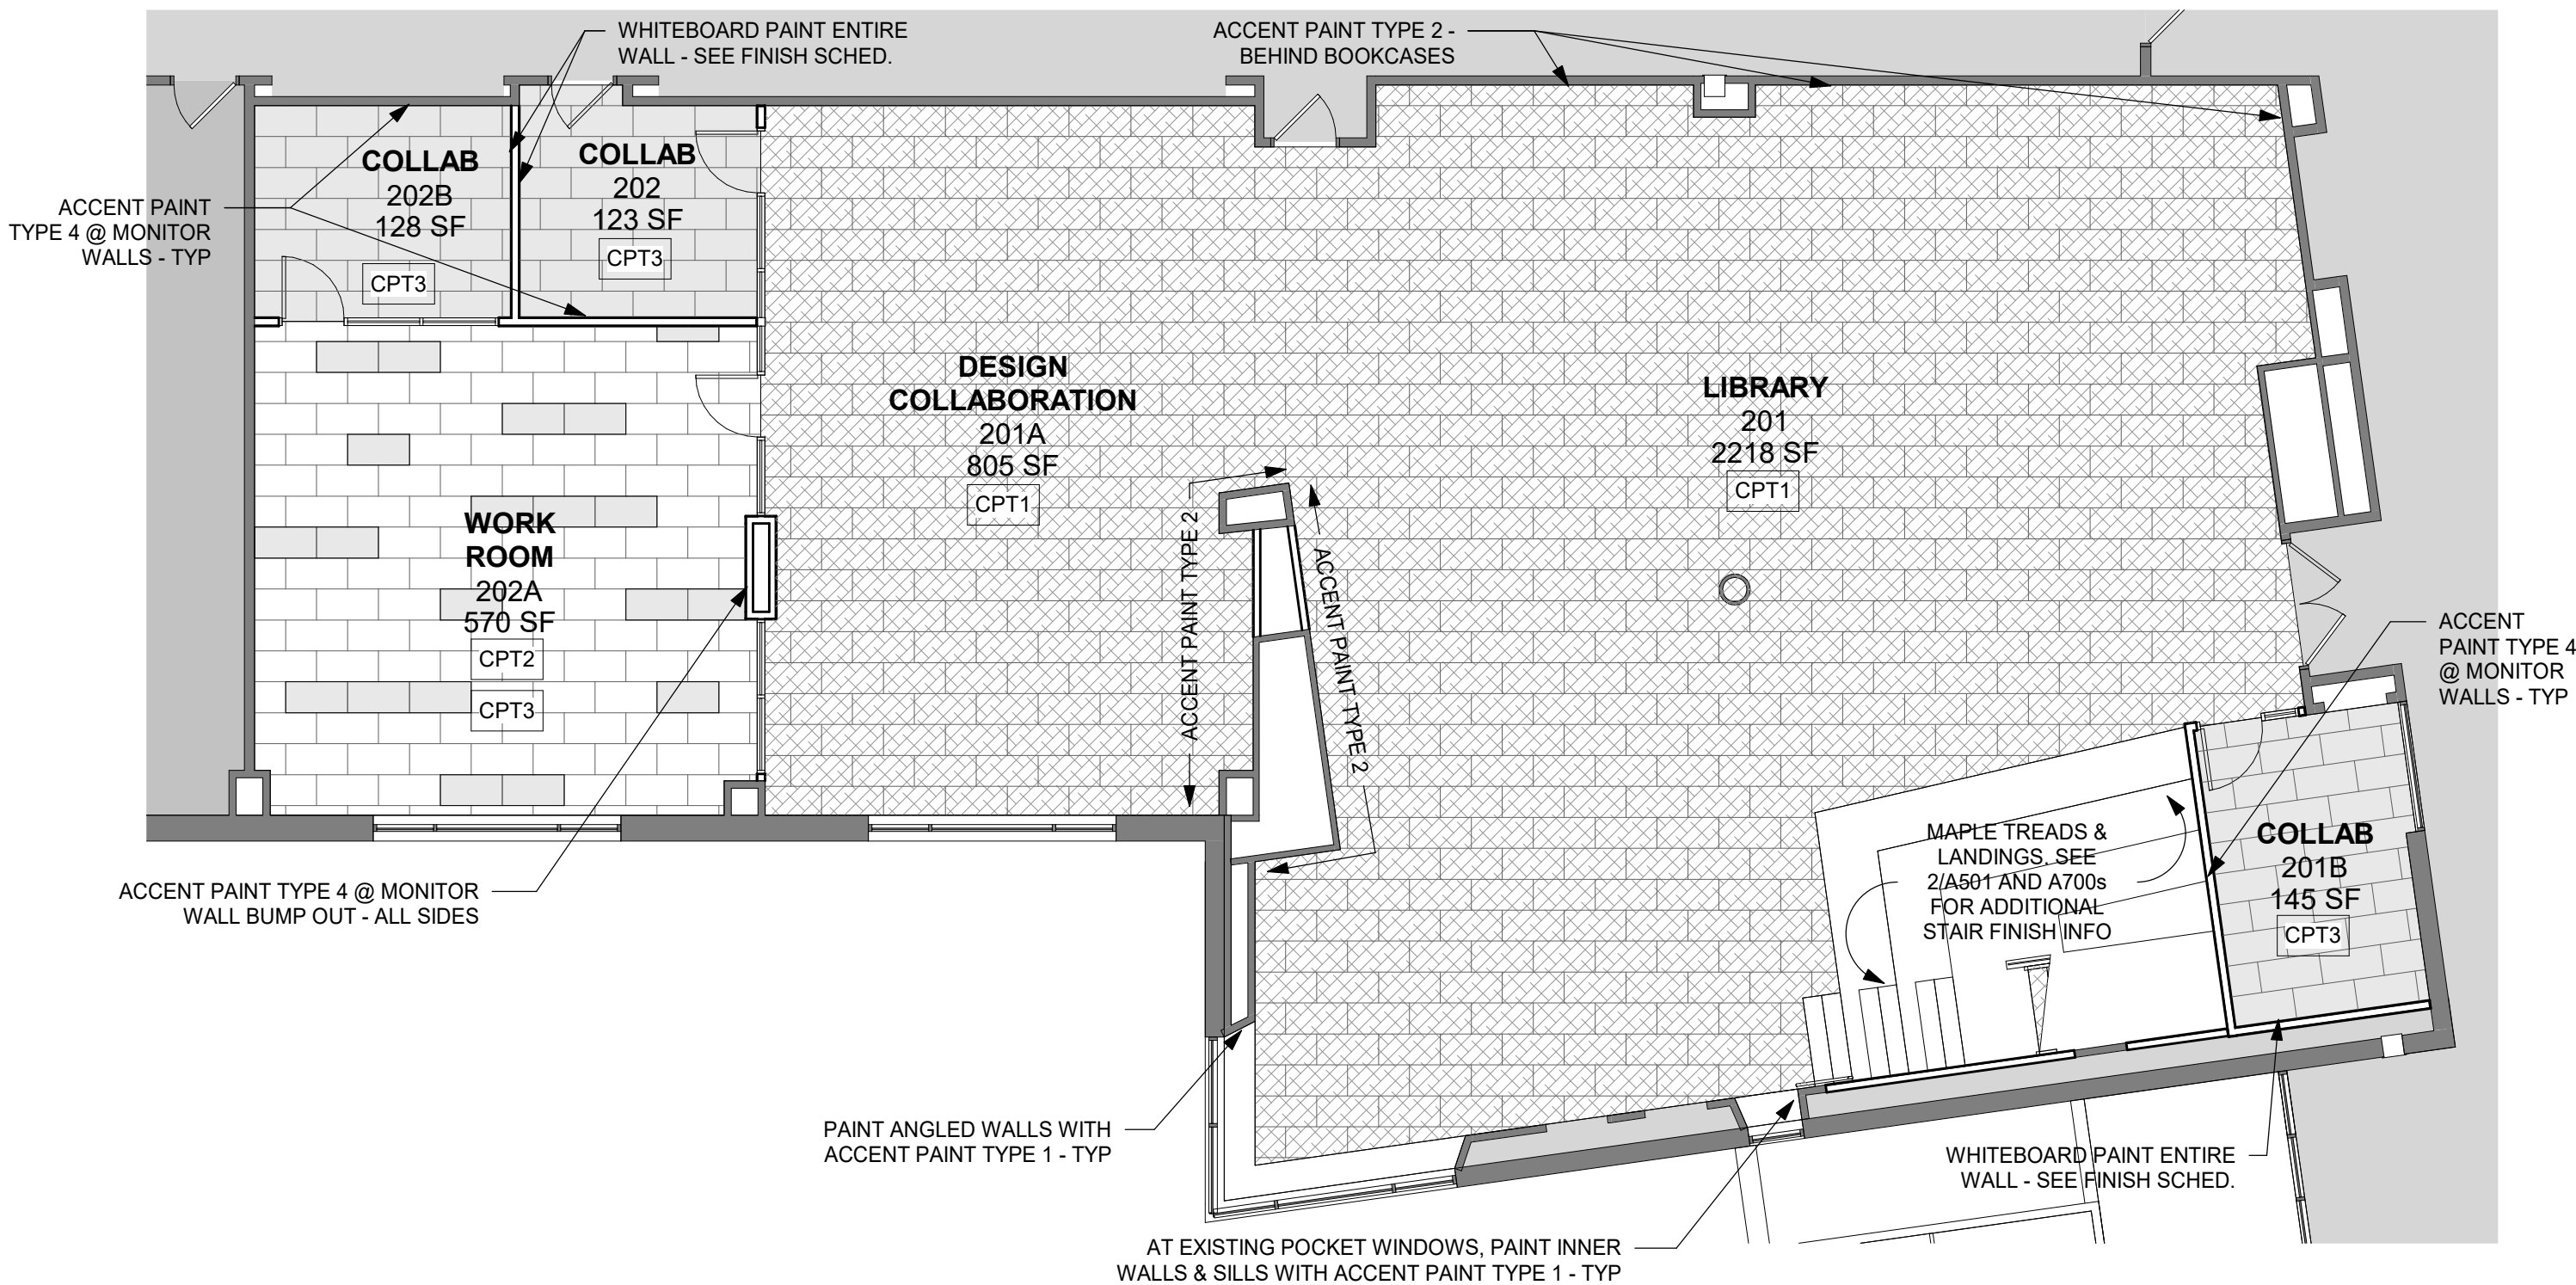 WHITEBOARD PAINT ENTIRE
WALL - SEE FINISH SCHED.
ACCENT PAINT TYPE 2 -
BEHIND BOOKCASES
ACCENT PAINT
TYPE 4 @ MONITOR
WALLS - TYP
COLLAB
202B
128 SF
CPT3
COLLAB
202
123 SF
CPT3
DESIGN
COLLABORATION
201A
805 SF
CPT1
LIBRARY
201
2218 SF
CPT1
WORK
ROOM
202A
570 SF
CPT2
CPT3
ACCENT PAINT TYPE 2
ACCENT PAINT TYPE 2
ACCENT
PAINT TYPE 4
@ MONITOR
WALLS - TYP
MAPLE TREADS &
LANDINGS. SEE
2/A501 AND A700s
FOR ADDITIONAL
STAIR FINISH INFO
COLLAB
201B
145 SF
CPT3
ACCENT PAINT TYPE 4 @ MONITOR
WALL BUMP OUT - ALL SIDES
PAINT ANGLED WALLS WITH
ACCENT PAINT TYPE 1 - TYP
WHITEBOARD PAINT ENTIRE
WALL - SEE FINISH SCHED.
AT EXISTING POCKET WINDOWS, PAINT INNER
WALLS & SILLS WITH ACCENT PAINT TYPE 1 - TYP